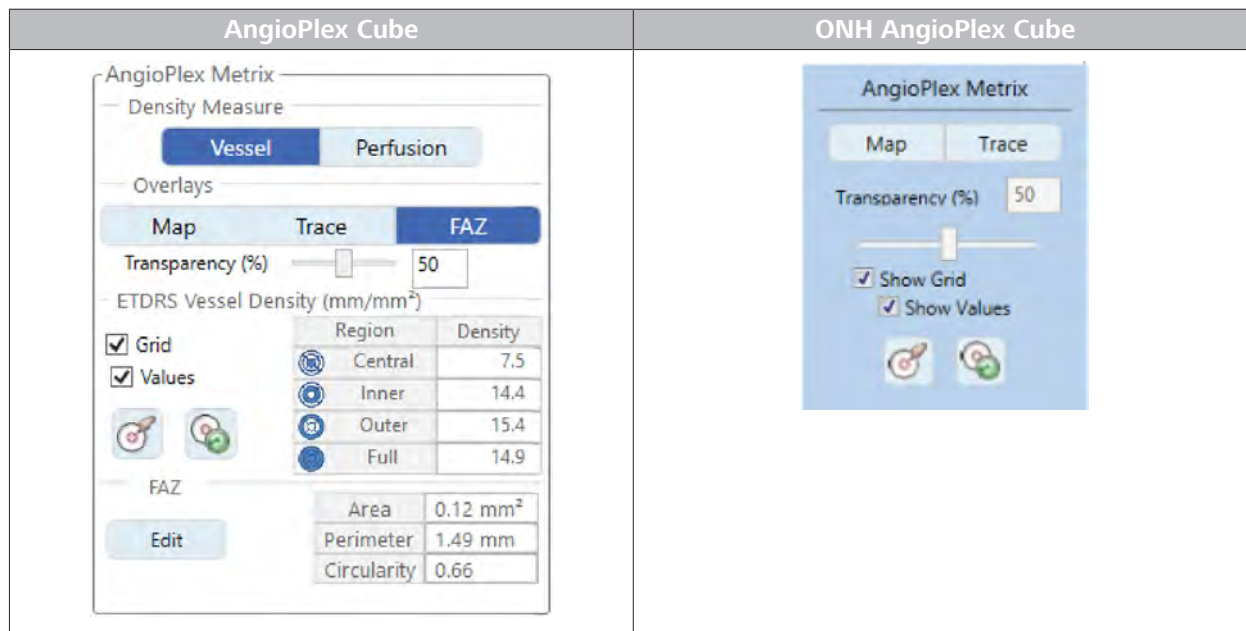 AngioPlex Cube
AngioPlex Metrix
Density Measure
Vessel Perfusion
Overlays
Map Trace FAZ
Transparency (%) 50
ETDRS Vessel Density (mm/mm²)
Grid
Values
Region Density
Central 7.5
Inner 14.4
Outer 15.4
Full 14.9
FAZ
Edit
Area 0.12 mm²
Perimeter 1.49 mm
Circularity 0.66
ONH AngioPlex Cube
AngioPlex Metrix
Map Trace
Transparency (%) 50
Show Grid
Show Values